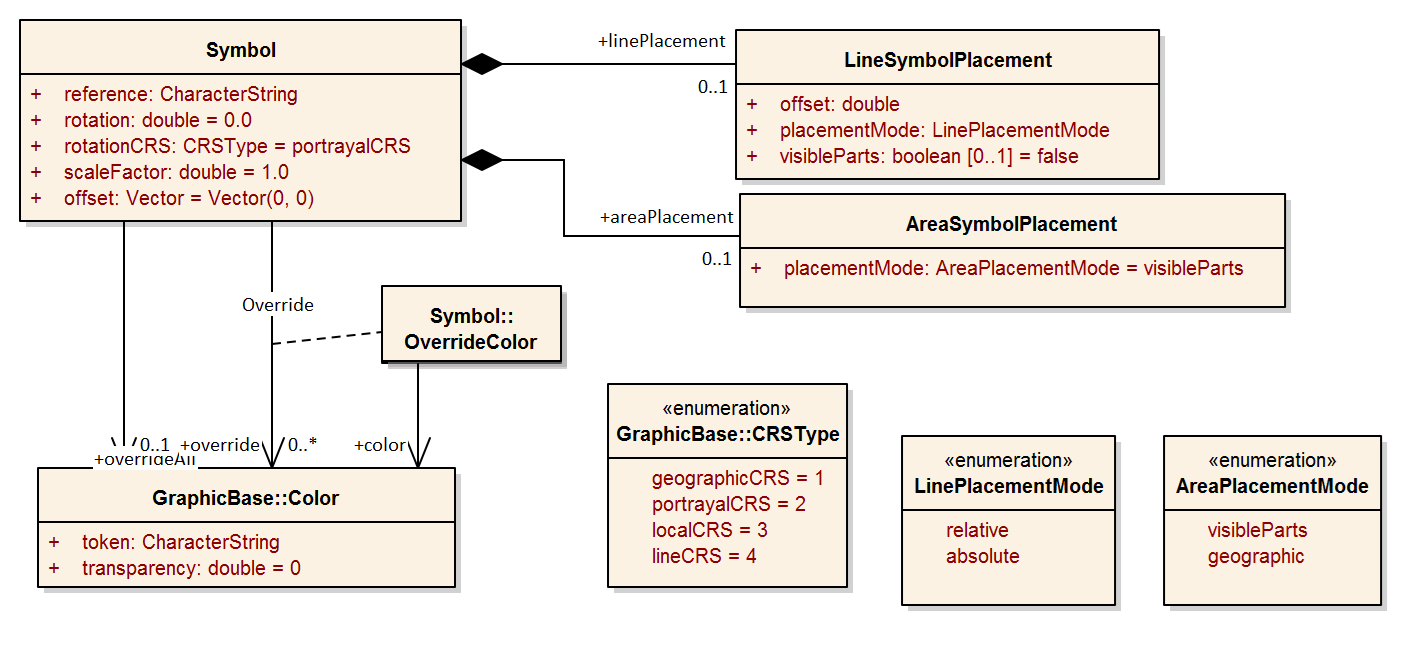 Symbol
+ reference: CharacterString
+ rotation: double = 0.0
+ rotationCRS: CRSType = portrayalCRS
+ scaleFactor: double = 1.0
+ offset: Vector = Vector(0, 0)
+linePlacement
0..1
LineSymbolPlacement
+ offset: double
+ placementMode: LinePlacementMode
+ visibleParts: boolean [0..1] = false
+areaPlacement
0..1
AreaSymbolPlacement
+ placementMode: AreaPlacementMode = visibleParts
Override
Symbol::
OverrideColor
0..1
+overrideAll
+override
0..*
+color
GraphicBase::Color
+ token: CharacterString
+ transparency: double = 0
«enumeration»
GraphicBase::CRSType
geographicCRS = 1
portrayalCRS = 2
localCRS = 3
lineCRS = 4
«enumeration»
LinePlacementMode
relative
absolute
«enumeration»
AreaPlacementMode
visibleParts
geographic